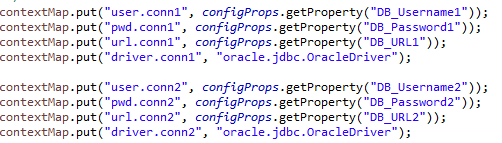 contextMap.put("user.conn1", configProps.getProperty("DB_Username1"));
contextMap.put("pwd.conn1", configProps.getProperty("DB_Password1"));
contextMap.put("url.conn1", configProps.getProperty("DB_URL1"));
contextMap.put("driver.conn1", "oracle.jdbc.OracleDriver");
contextMap.put("user.conn2", configProps.getProperty("DB_Username2"));
contextMap.put("pwd.conn2", configProps.getProperty("DB_Password2"));
contextMap.put("url.conn2", configProps.getProperty("DB_URL2"));
contextMap.put("driver.conn2", "oracle.jdbc.OracleDriver");